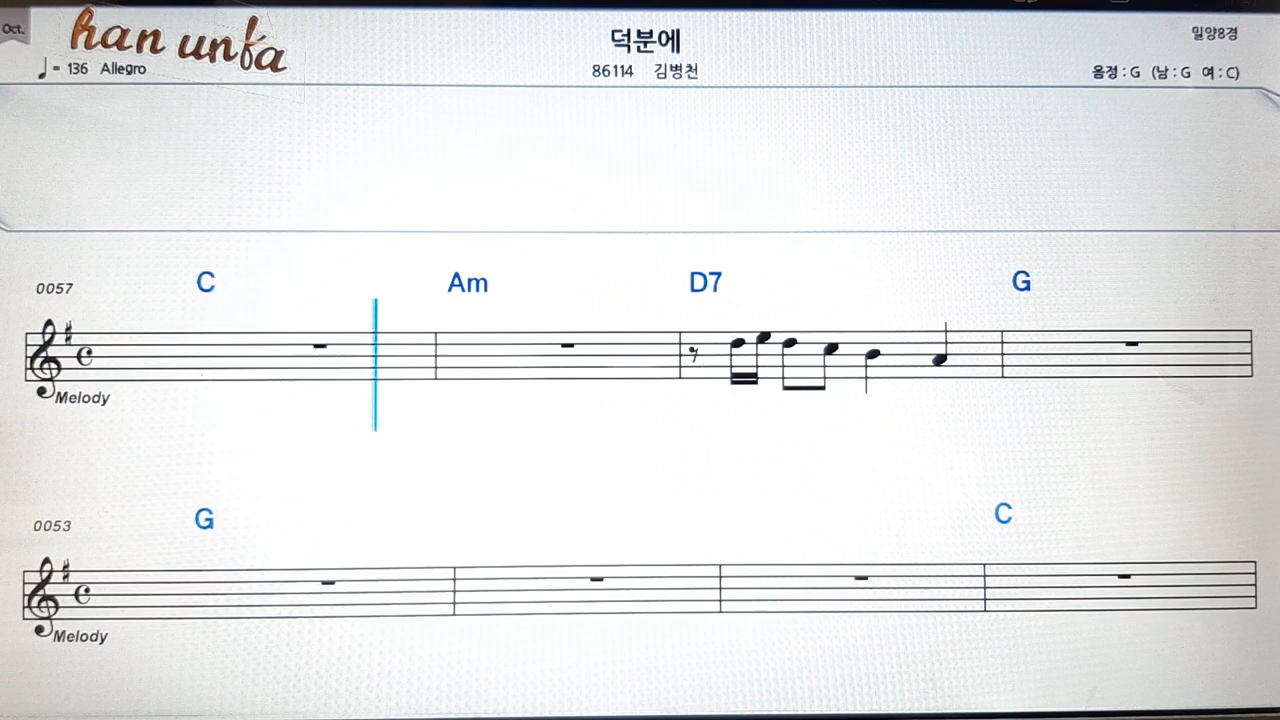 Oct.
han unba
덕분에
밀양8경
♩= 136 Allegro
86114 김병천
음정 : G (남 : G 여 : C)
0057
C Am D7 G
Melody
0053
G C
Melody